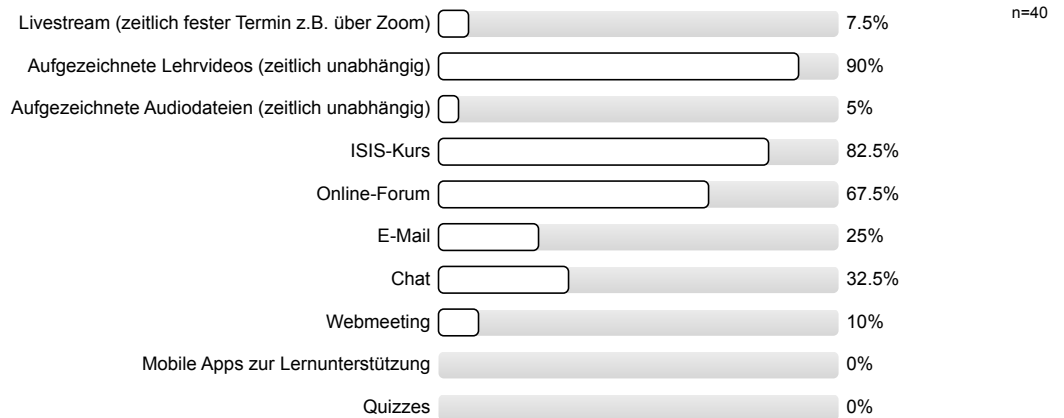 Livestream (zeitlich fester Termin z.B. über Zoom) 7.5% n=40
Aufgezeichnete Lehrvideos (zeitlich unabhängig) 90%
Aufgezeichnete Audiodateien (zeitlich unabhängig) 5%
ISIS-Kurs 82.5%
Online-Forum 67.5%
E-Mail 25%
Chat 32.5%
Webmeeting 10%
Mobile Apps zur Lernunterstützung 0%
Quizzes 0%